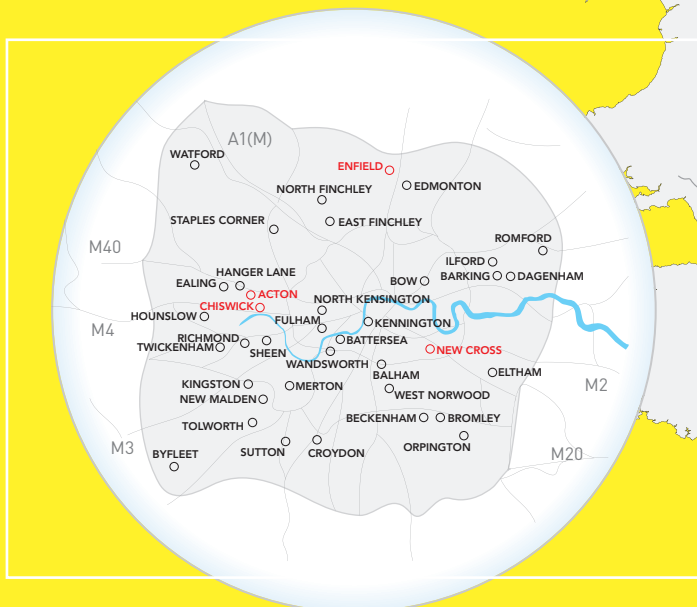 A1(M)
WATFORD
ENFIELD
NORTH FINCHLEY
EDMONTON
STAPLES CORNER
EAST FINCHLEY
ROMFORD
M40
ILFORD
HANGER LANE
BARKING
DAGENHAM
EALING
BOW
ACTON
NORTH KENSINGTON
CHISWICK
HOUNSLOW
FULHAM
KENNINGTON
M4
RICHMOND
BATTERSEA
TWICKENHAM
SHEEN
NEW CROSS
WANDSWORTH
BALHAM
ELTHAM
KINGSTON
MERTON
M2
NEW MALDEN
WEST NORWOOD
BECKENHAM
BROMLEY
TOLWORTH
M3
ORPINGTON
BYFLEET
SUTTON
CROYDON
M20